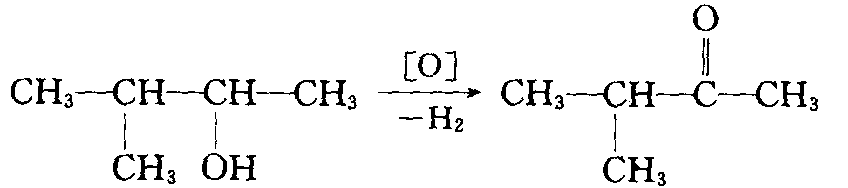 O
[O]
CH₃—CH—CH—CH₃ → CH₃—CH—C—CH₃
−H₂
CH₃ OH CH₃